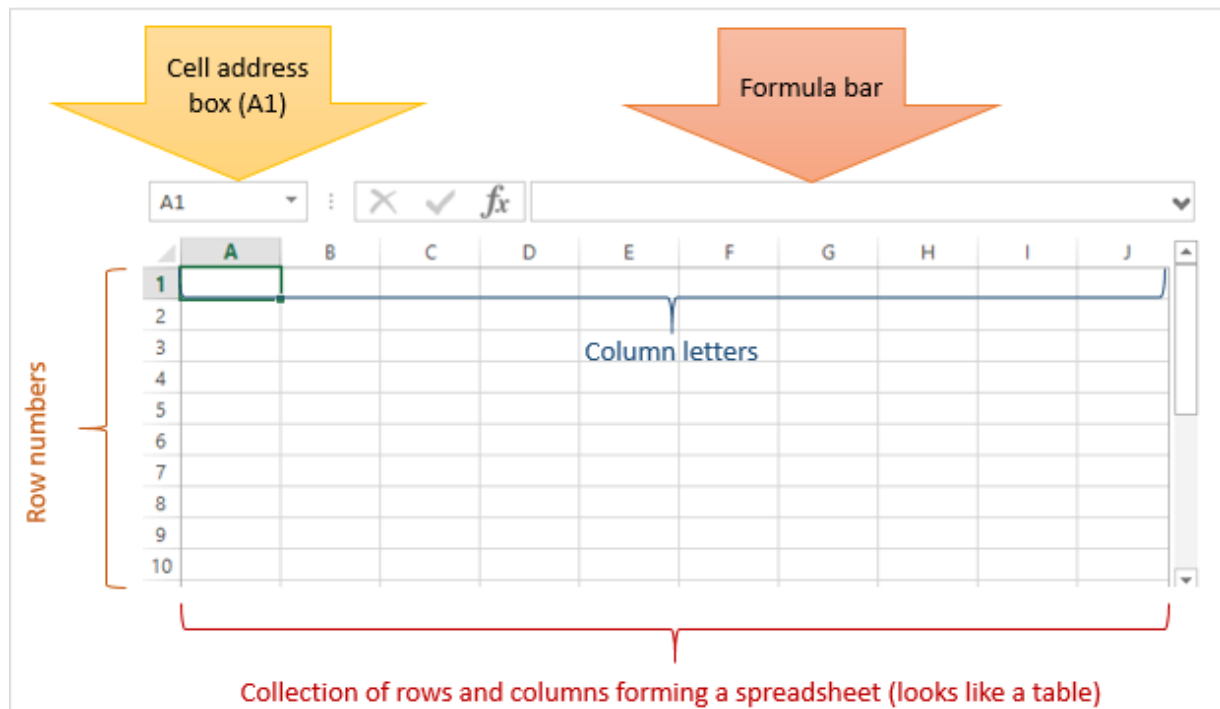 Cell address
box (A1)
Formula bar
A1 fx
A B C D E F G H I J
1
2
3
Column letters
4
5
6
7
8
9
10
Row numbers
Collection of rows and columns forming a spreadsheet (looks like a table)